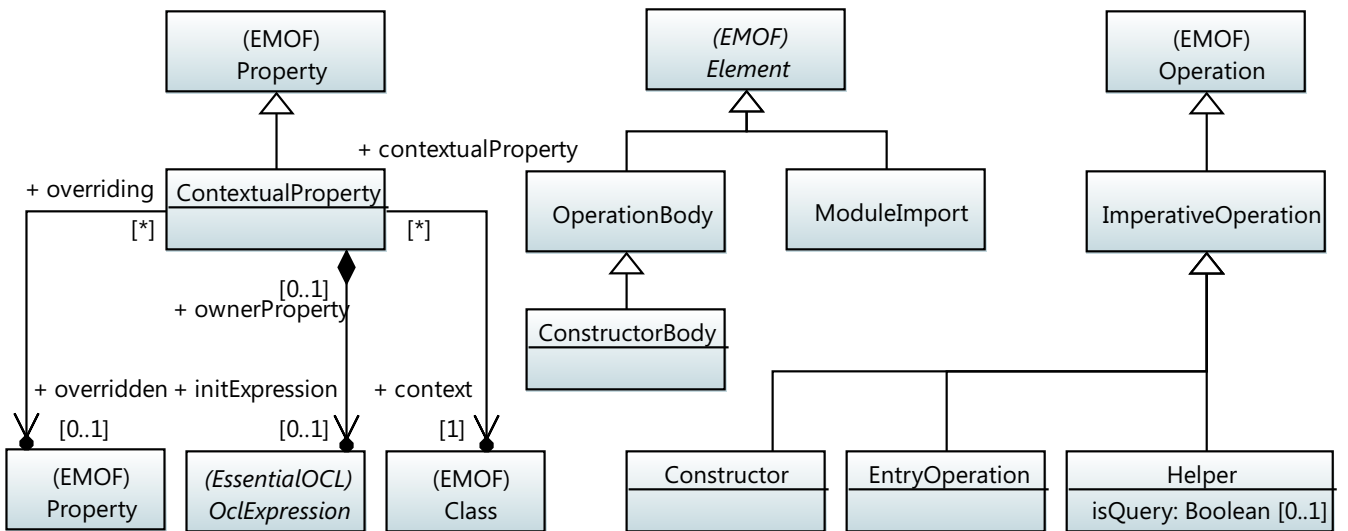 (EMOF)
Property
(EMOF)
Element
(EMOF)
Operation
+ contextualProperty
+ overriding
ContextualProperty
[*]
[*]
OperationBody
ModuleImport
ImperativeOperation
[0..1]
+ ownerProperty
ConstructorBody
+ overridden
+ initExpression
+ context
[0..1]
[0..1]
[1]
(EMOF)
Property
(EssentialOCL)
OclExpression
(EMOF)
Class
Constructor
EntryOperation
Helper
isQuery: Boolean [0..1]